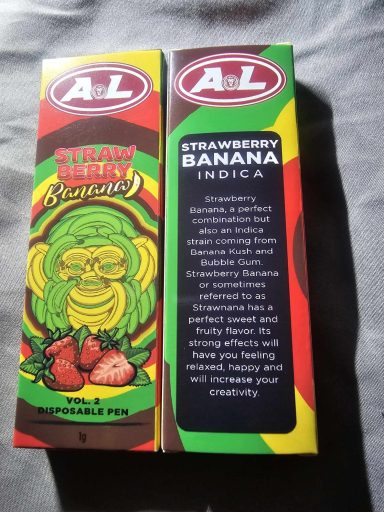 A L
STRAW
BERRY
Banana
VOL. 2
DISPOSABLE PEN
1g
A L
STRAWBERRY
BANANA
INDICA
Strawberry
Banana, a perfect
combination but
also an Indica
strain coming from
Banana Kush and
Bubble Gum.
Strawberry Banana
or sometimes
referred to as
Strawnana has a
perfect sweet and
fruity flavor. Its
strong effects will
have you feeling
relaxed, happy and
will increase your
creativity.